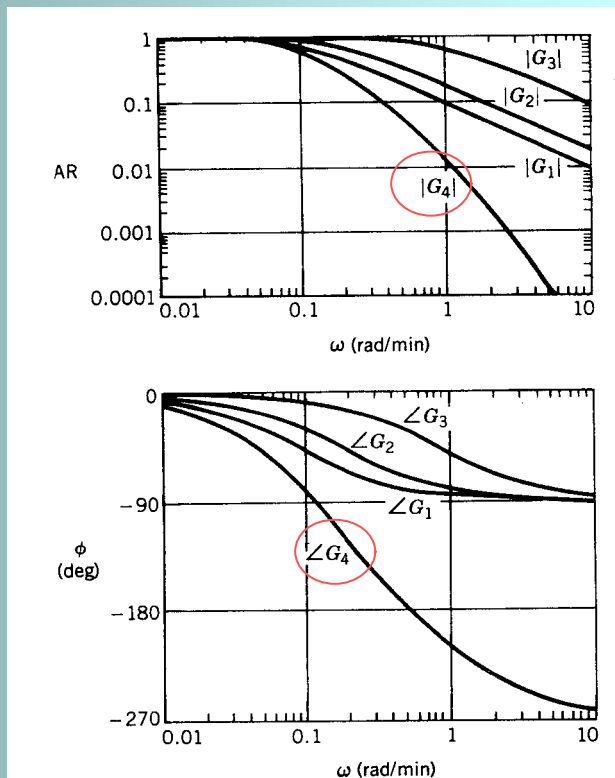 1
|G₃|
0.1
|G₂|
AR
0.01
|G₄|
|G₁|
0.001
0.0001
0.01
0.1
1
10
ω (rad/min)
0
∠G₃
∠G₂
−90
∠G₁
ϕ
(deg)
∠G₄
−180
−270
0.01
0.1
1
10
ω (rad/min)